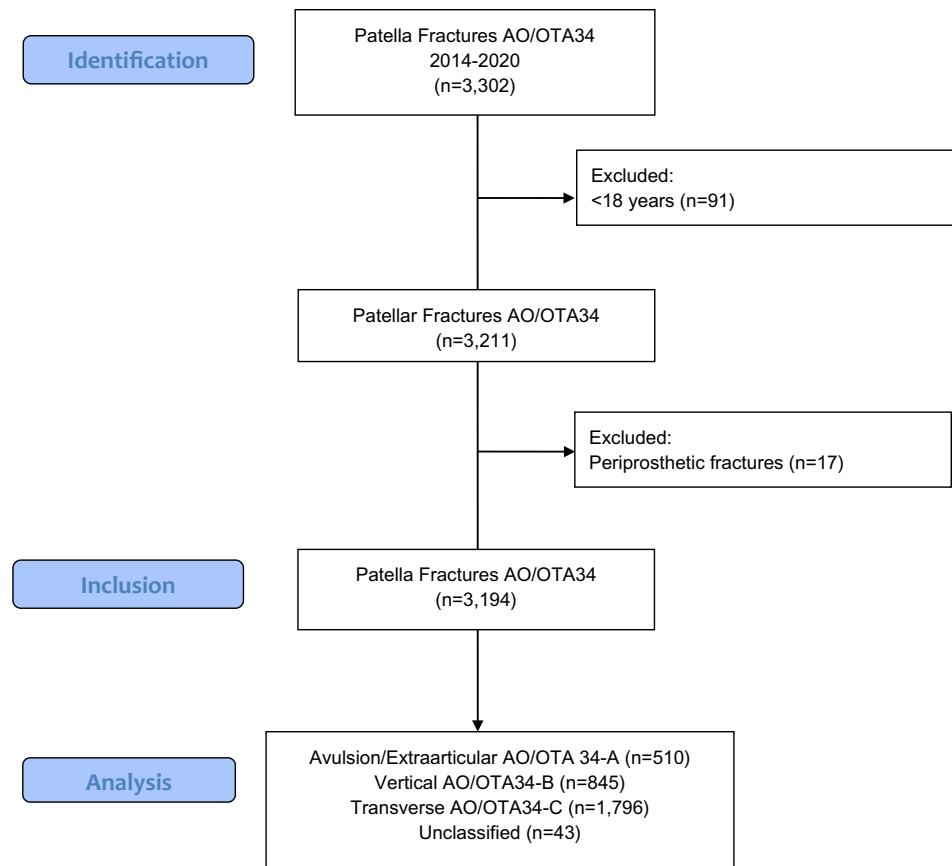 Identification
Patella Fractures AO/OTA34
2014-2020
(n=3,302)
Excluded:
<18 years (n=91)
Patellar Fractures AO/OTA34
(n=3,211)
Excluded:
Periprosthetic fractures (n=17)
Inclusion
Patella Fractures AO/OTA34
(n=3,194)
Analysis
Avulsion/Extraarticular AO/OTA 34-A (n=510)
Vertical AO/OTA34-B (n=845)
Transverse AO/OTA34-C (n=1,796)
Unclassified (n=43)